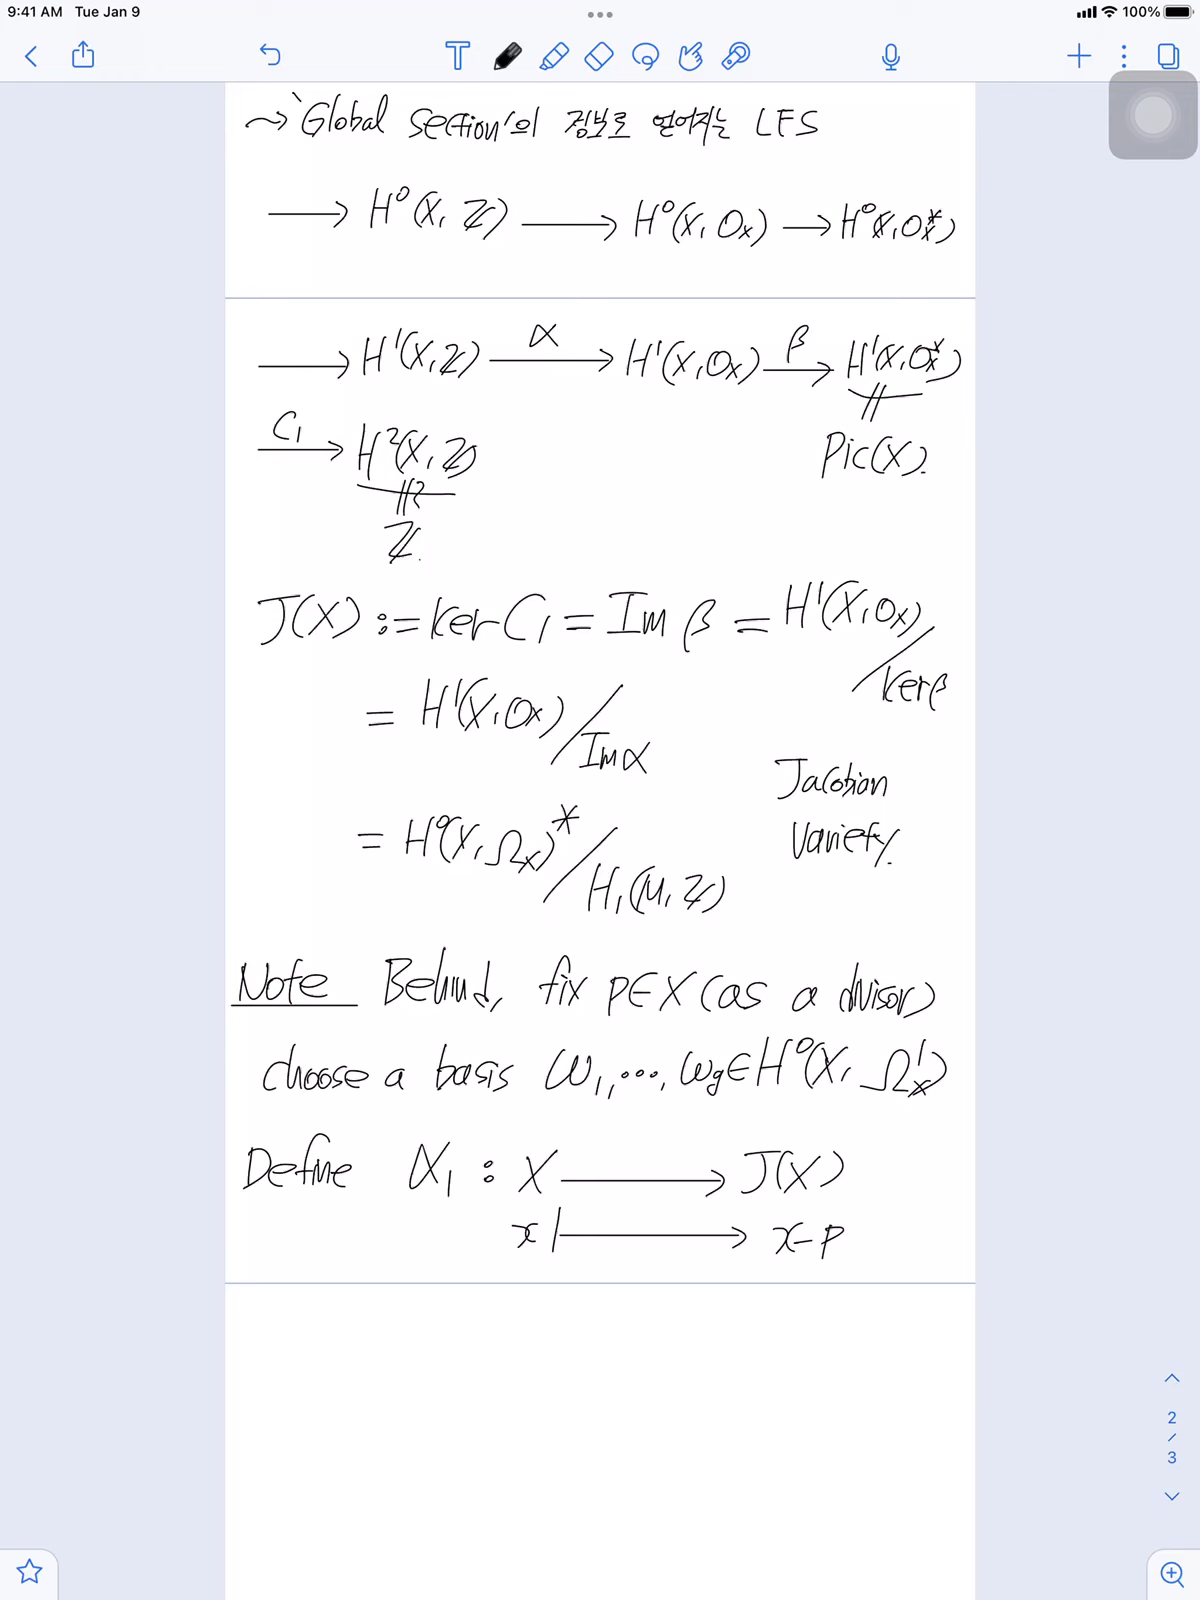 9:41 AM Tue Jan 9
100%
⇝ 'Global Section'의 정보로 얻어지는 LES
⟶ H⁰(X, ℤ) ⟶ H⁰(X, O_X) ⟶ H⁰(X, O_X^*)
⟶ H¹(X, ℤ) ⟶^α H¹(X, O_X) ⟶^β H¹(X, O_X^*)
∥
⟶^{C₁} H²(X, ℤ) Pic(X).
∥≀
ℤ.
J(X) := ker C₁ = Im β = H¹(X, O_X) / ker β
= H¹(X, O_X) / Im α
Jacobian
= H⁰(X, Ω_X)^* / H₁(M, ℤ)
Variety.
Note Behind, fix p∈X (as a divisor)
choose a basis ω₁, ..., ω_g ∈ H⁰(X, Ω_X^1)
Define α₁ : X ⟶ J(X)
x ⟼ x-p
2
/
3